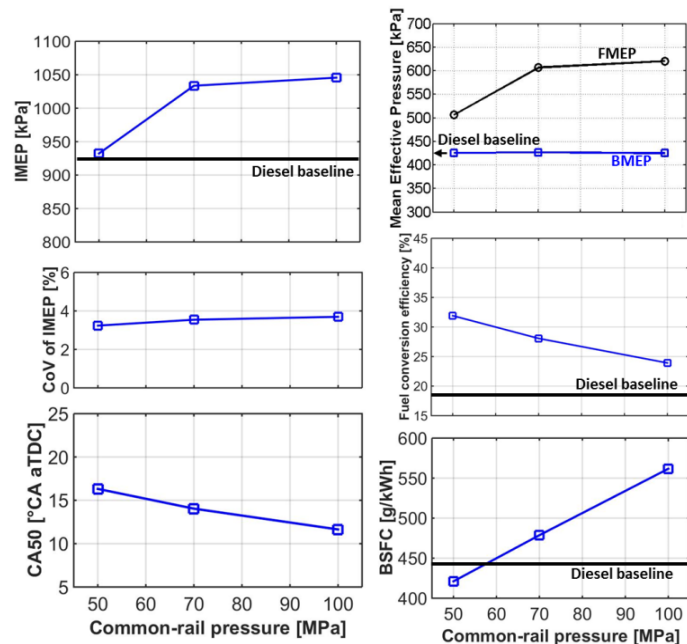 IMEP [kPa]
1100
1050
1000
950
900
850
800
Diesel baseline
CoV of IMEP [%]
6
4
2
0
CA50 [°CA aTDC]
25
20
15
10
5
50 60 70 80 90 100
Common-rail pressure [MPa]
Mean Effective Pressure [kPa]
700
650
600
550
500
450
400
350
300
FMEP
Diesel baseline
BMEP
Fuel conversion efficiency [%]
45
40
35
30
25
20
15
Diesel baseline
BSFC [g/kWh]
600
550
500
450
400
Diesel baseline
50 60 70 80 90 100
Common-rail pressure [MPa]